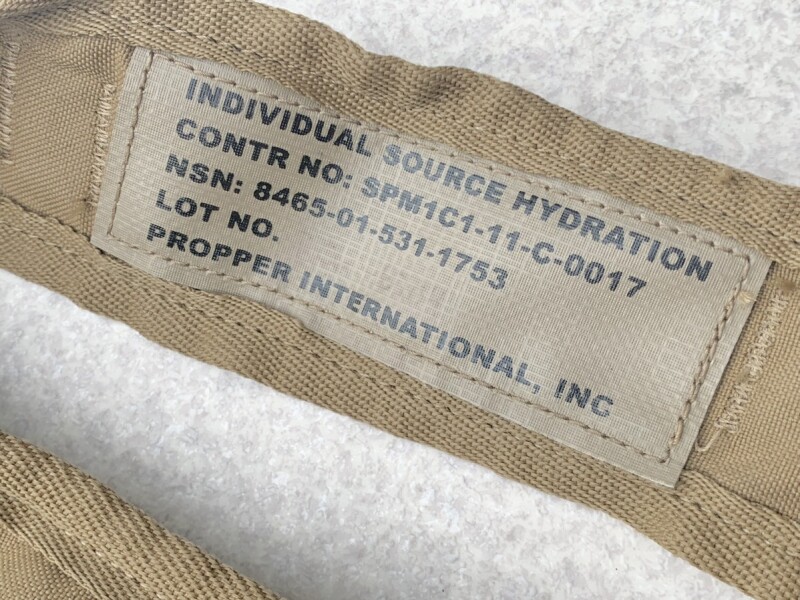 INDIVIDUAL SOURCE HYDRATION
CONTR NO: SPM1C1-11-C-0017
NSN: 8465-01-531-1753
LOT NO.
PROPPER INTERNATIONAL, INC